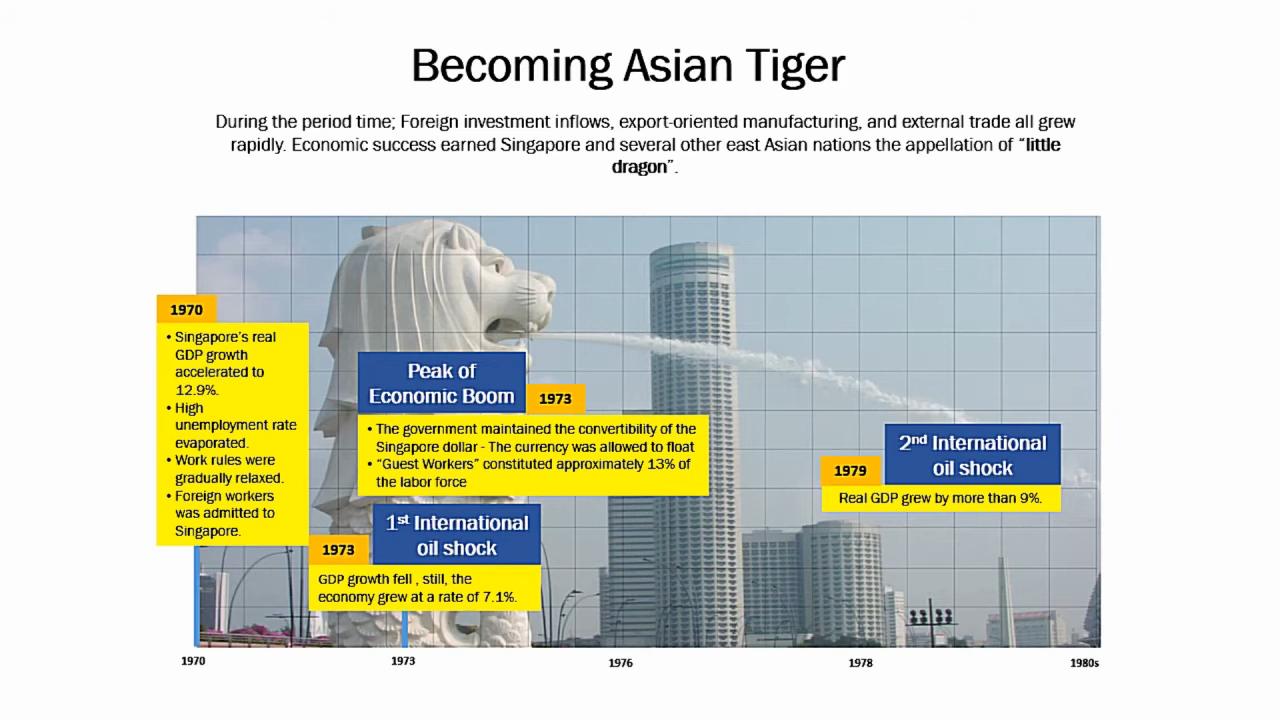 Becoming Asian Tiger
During the period time; Foreign investment inflows, export-oriented manufacturing, and external trade all grew
rapidly. Economic success earned Singapore and several other east Asian nations the appellation of “little
dragon”.
1970
• Singapore’s real
GDP growth
accelerated to
12.9%.
• High
unemployment rate
evaporated.
• Work rules were
gradually relaxed.
• Foreign workers
was admitted to
Singapore.
Peak of
Economic Boom
1973
• The government maintained the convertibility of the
Singapore dollar - The currency was allowed to float
• “Guest Workers” constituted approximately 13% of
the labor force
1st International
oil shock
1973
GDP growth fell , still, the
economy grew at a rate of 7.1%.
2nd International
oil shock
1979
Real GDP grew by more than 9%.
1970
1973
1976
1978
1980s